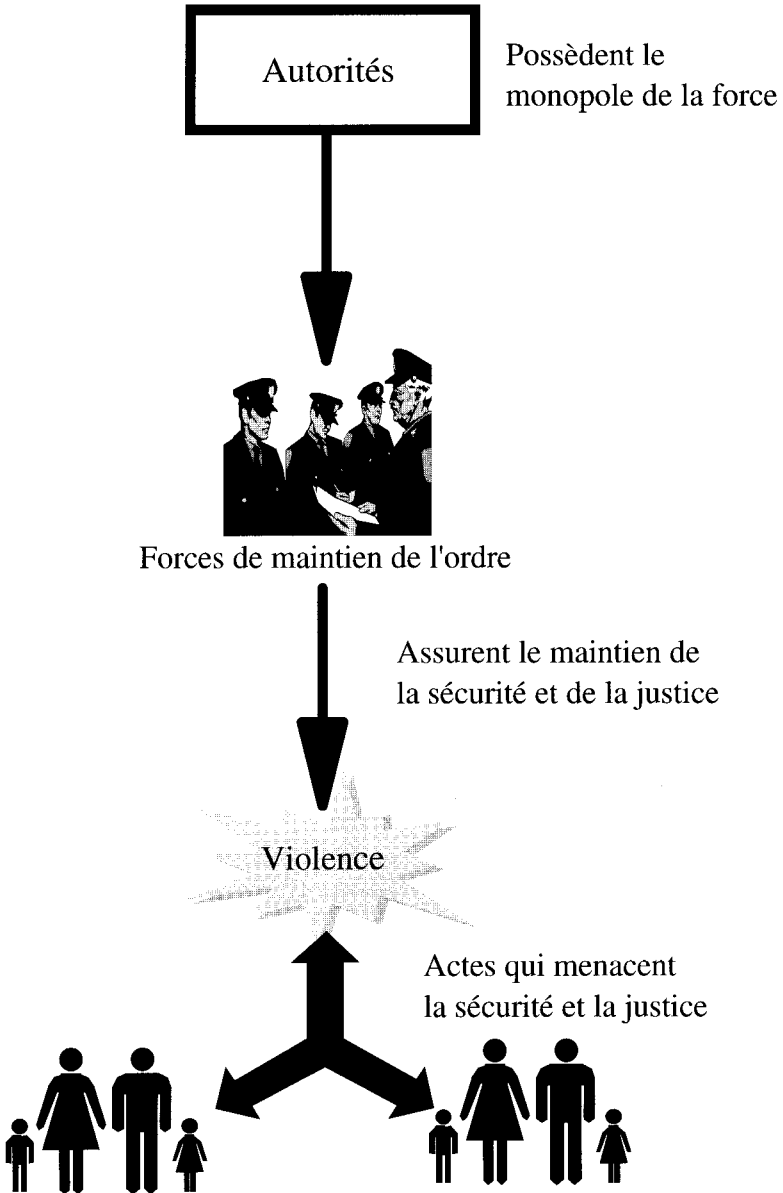 Autorités
Possèdent le
monopole de la force
Forces de maintien de l'ordre
Assurent le maintien de
la sécurité et de la justice
Violence
Actes qui menacent
la sécurité et la justice